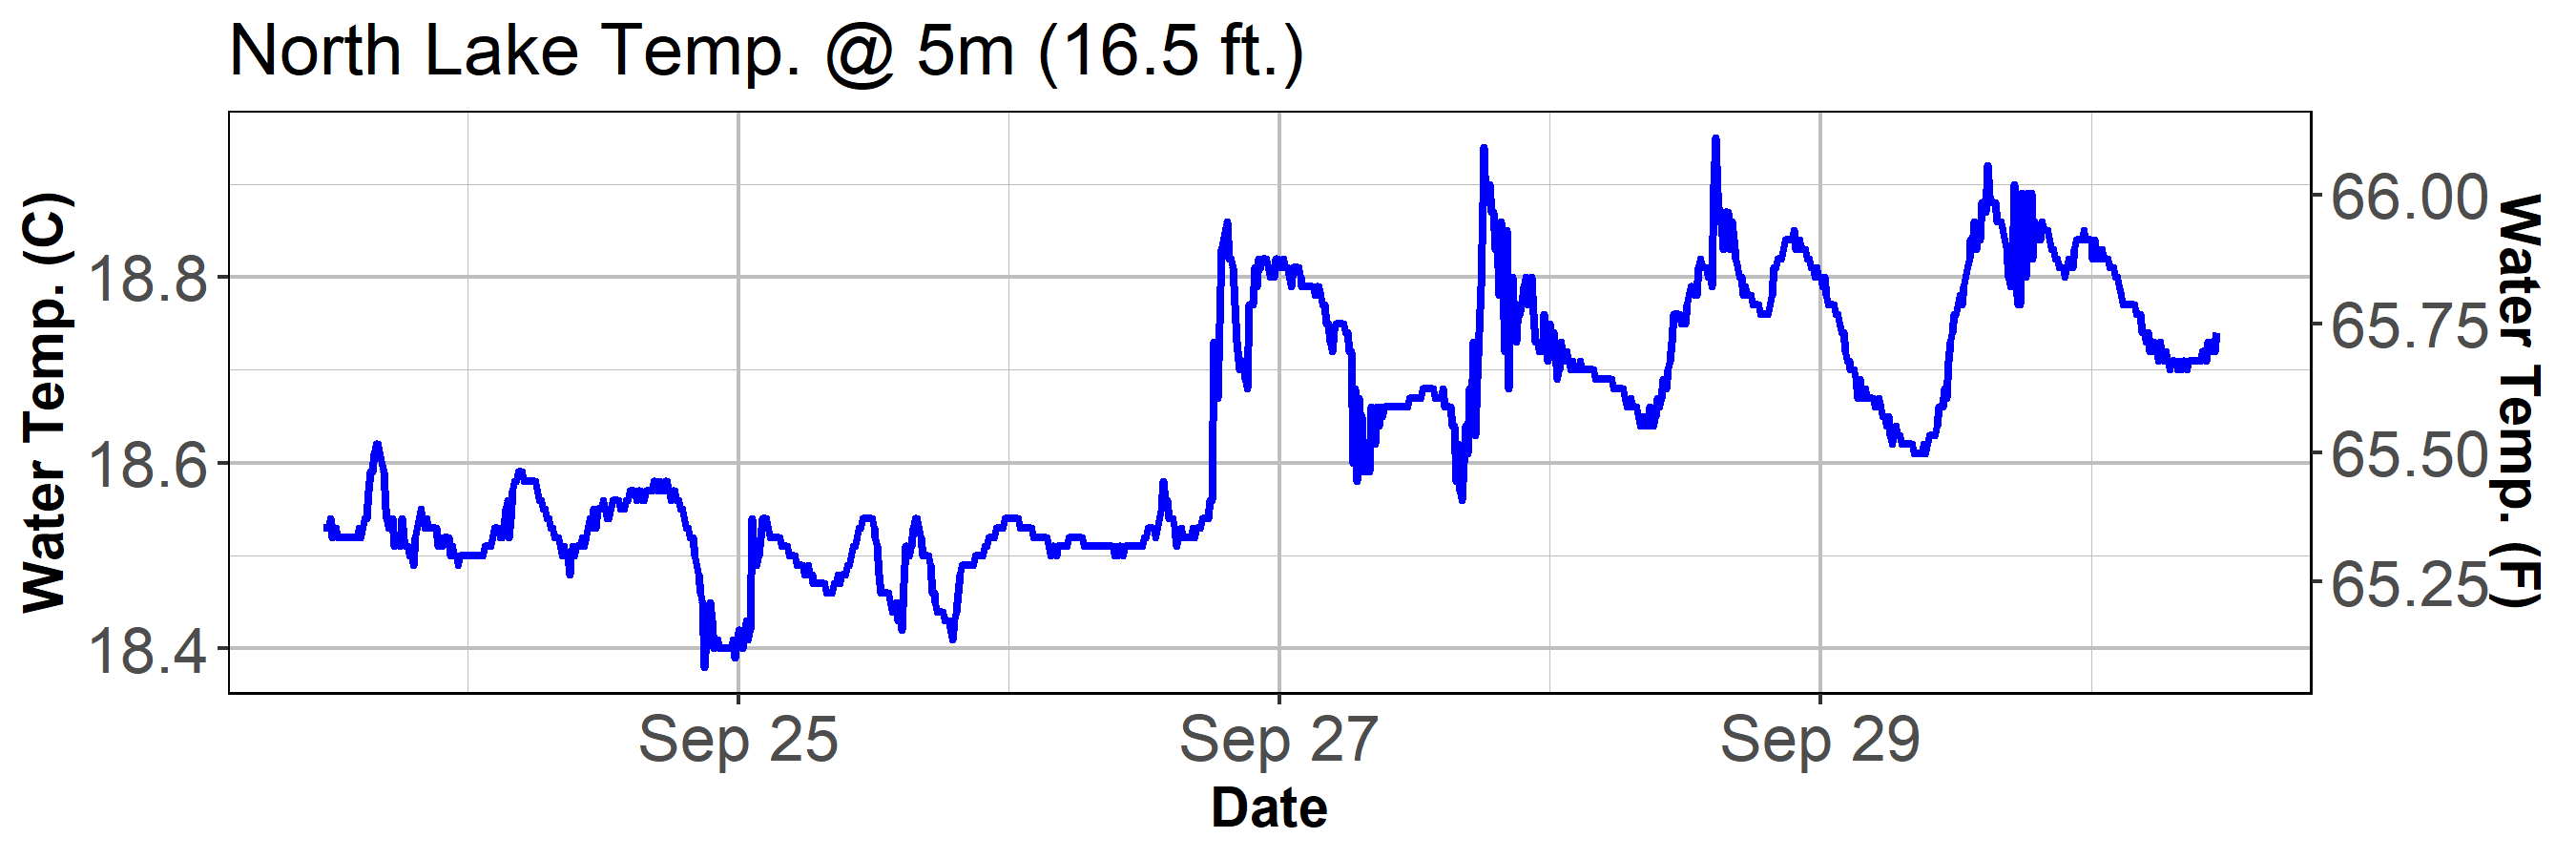 North Lake Temp. @ 5m (16.5 ft.)
Water Temp. (C)
18.8
18.6
18.4
66.00
65.75
65.50
65.25
Water Temp. (F)
Sep 25
Sep 27
Sep 29
Date